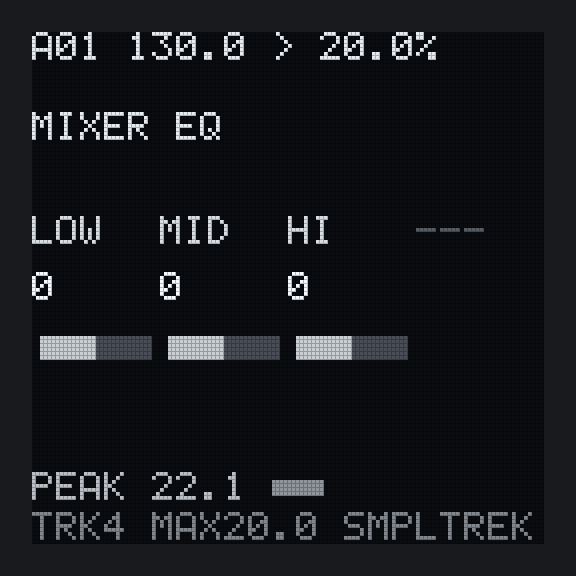 A01 130.0 > 20.0%
MIXER EQ
LOW MID HI ---
0 0 0
PEAK 22.1
TRK4 MAX20.0 SMPLTREK